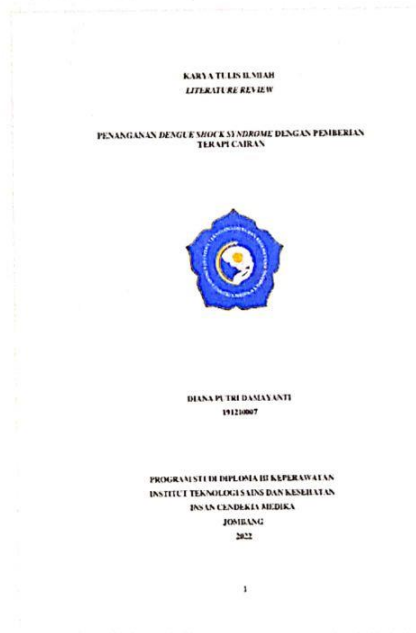 KARYA TULIS ILMIAH
LITERATURE REVIEW
PENANGANAN DENGUE SHOCK SYNDROME DENGAN PEMBERIAN
TERAPI CAIRAN
DIANA PUTRI DAMAYANTI
191210007
PROGRAM STUDI DIPLOMA III KEPERAWATAN
INSTITUT TEKNOLOGI SAINS DAN KESEHATAN
INSAN CENDEKIA MEDIKA
JOMBANG
2022
1